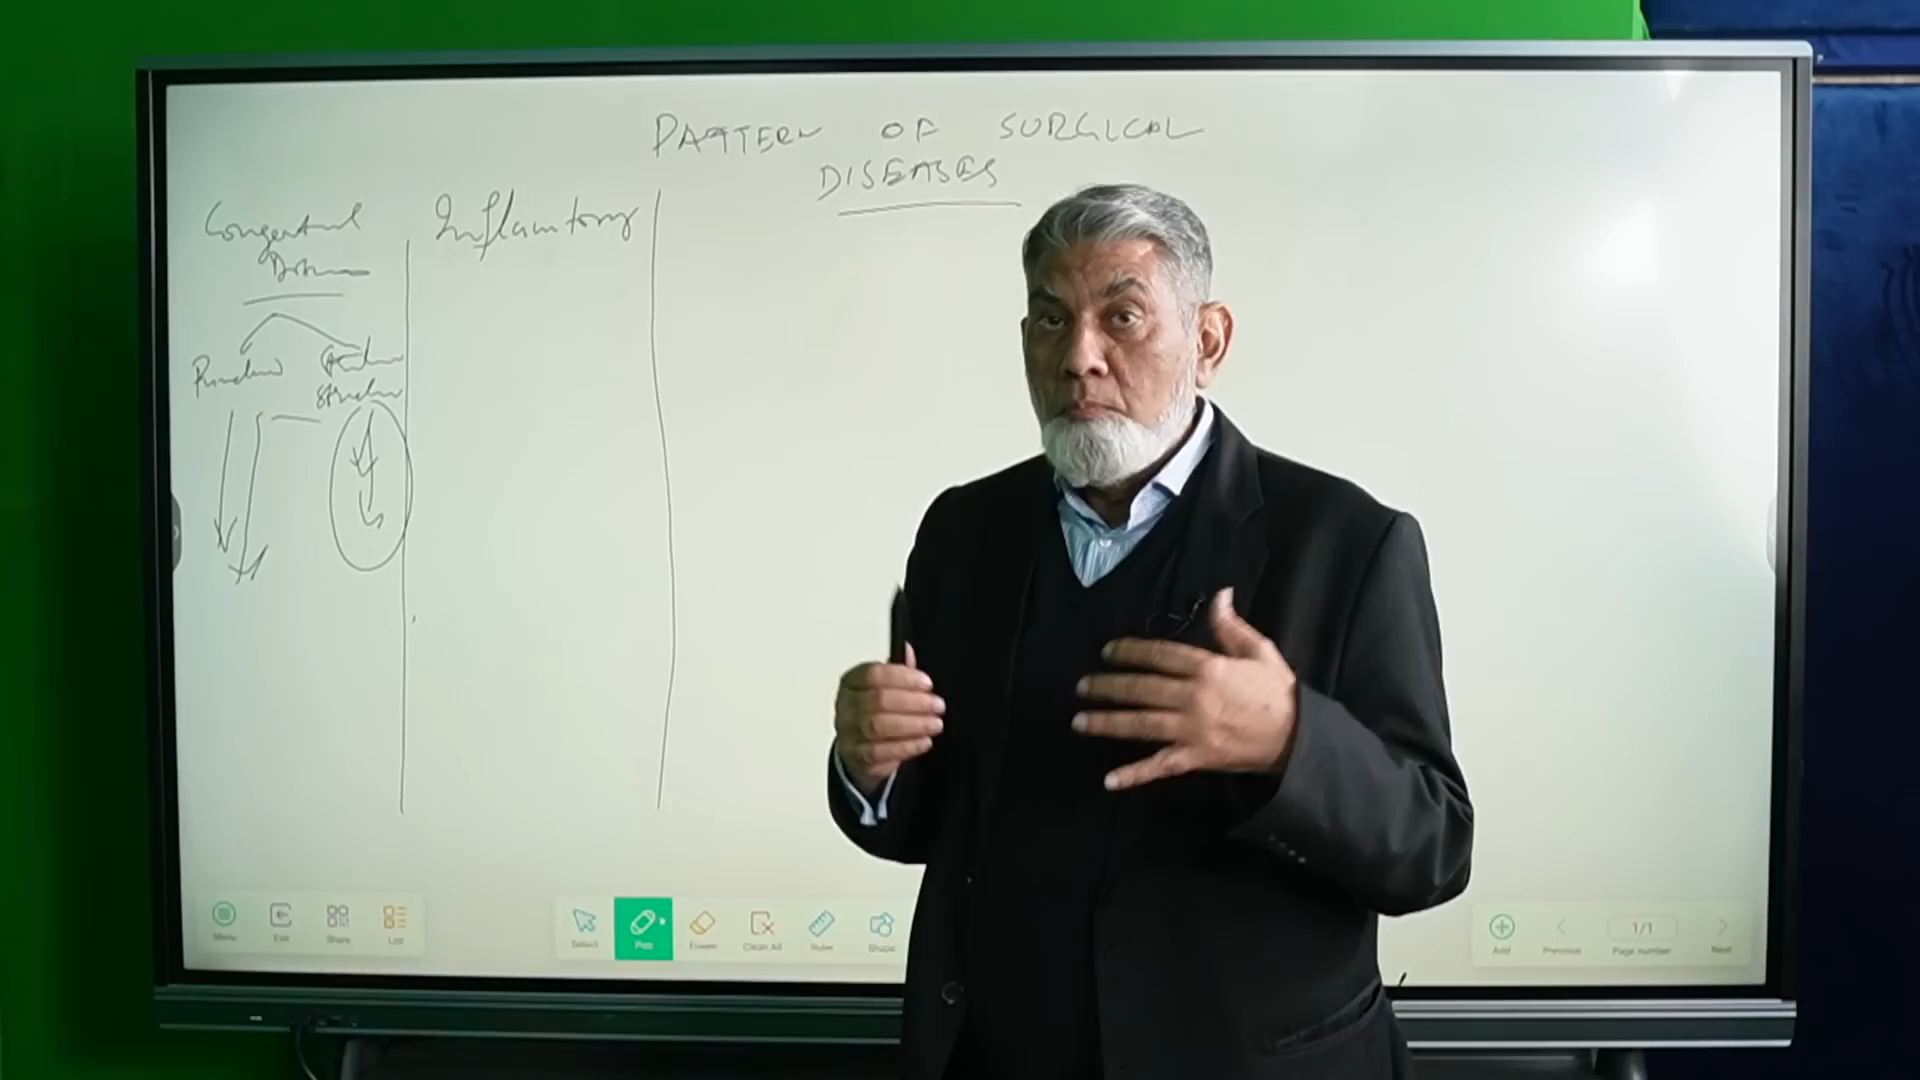 PATTERN OF SURGICAL
DISEASES
Congenital
Inflamatory
Menu
Exit
Share
List
Select
Pen
Eraser
Clean All
Ruler
Shape
Add
Previous
1/1
Page number
Next